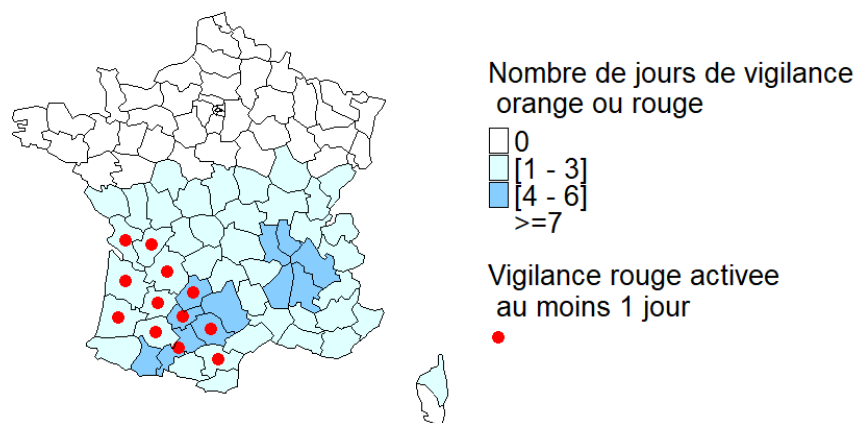 Nombre de jours de vigilance
orange ou rouge
0
[1 - 3]
[4 - 6]
>=7
Vigilance rouge activee
au moins 1 jour